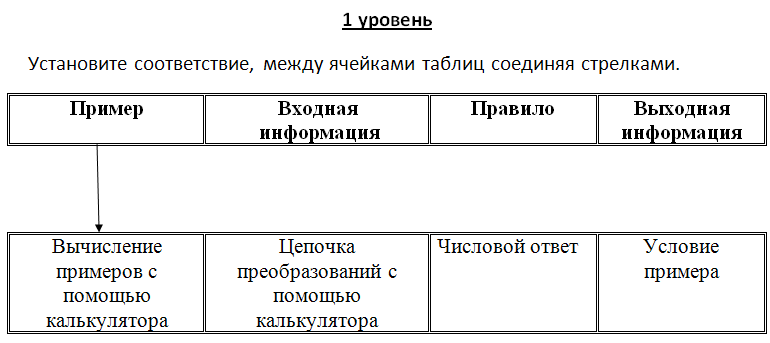 1 уровень
Установите соответствие, между ячейками таблиц соединяя стрелками.
Пример
Входная
информация
Правило
Выходная
информация
Вычисление
примеров с
помощью
калькулятора
Цепочка
преобразований с
помощью
калькулятора
Числовой ответ
Условие
примера